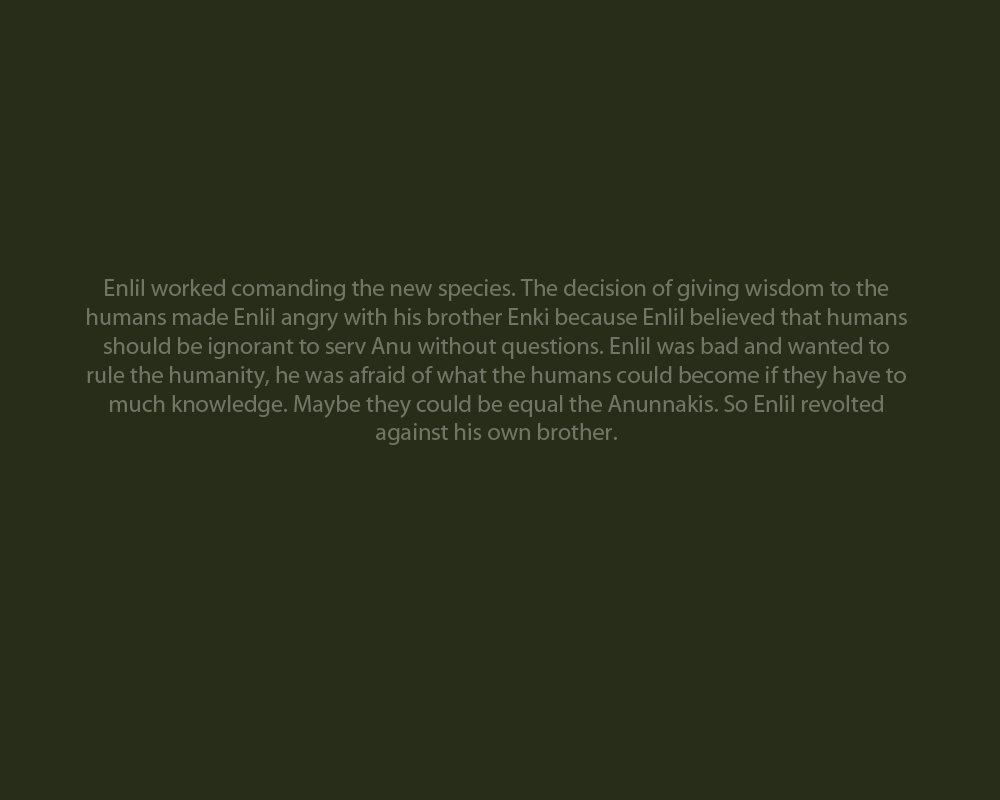 Enlil worked comanding the new species. The decision of giving wisdom to the
humans made Enlil angry with his brother Enki because Enlil believed that humans
should be ignorant to serv Anu without questions. Enlil was bad and wanted to
rule the humanity, he was afraid of what the humans could become if they have to
much knowledge. Maybe they could be equal the Anunnakis. So Enlil revolted
against his own brother.